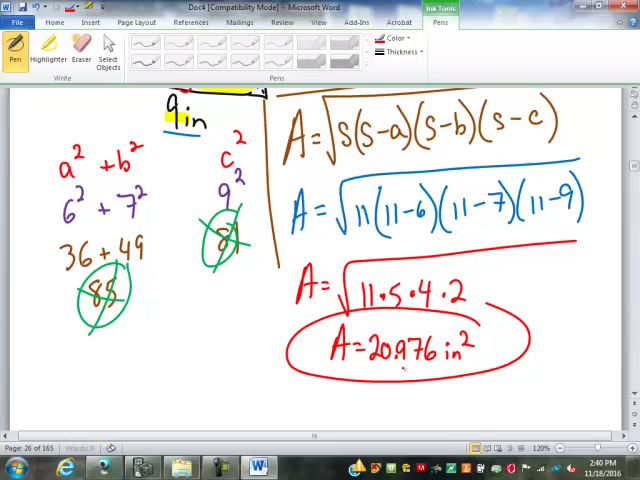 Doc4 [Compatibility Mode] - Microsoft Word
Ink Tools
File
Home
Insert
Page Layout
References
Mailings
Review
View
Add-Ins
Acrobat
Pens
Pen
Highlighter
Eraser
Select Objects
Color
Thickness
Write
Pens
9in
a² + b²
c²
6² + 7²
9²
36 + 49
81
85
A = √S(S-a)(S-b)(S-c)
A = √11(11-6)(11-7)(11-9)
A = √11·5·4·2
A = 20.976 in²
Page: 26 of 165
Words: 0
120%
2:40 PM
11/18/2016